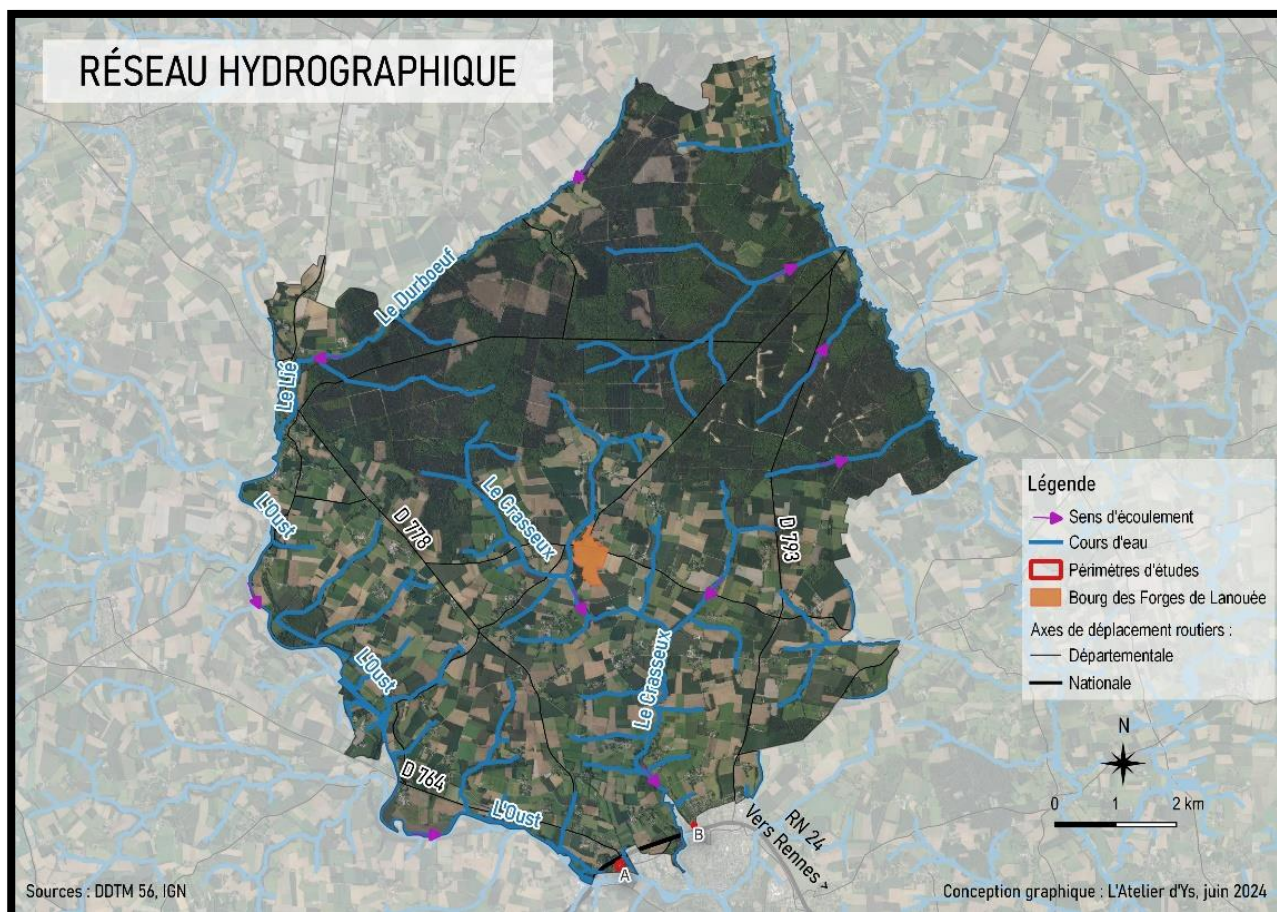 RÉSEAU HYDROGRAPHIQUE
Le Durboeuf
Le Lié
L'Oust
D 778
Le Crasseux
D 793
L'Oust
Le Crasseux
D 764
L'Oust
A
B
RN 24
Vers Rennes >
Légende
Sens d'écoulement
Cours d'eau
Périmètres d'études
Bourg des Forges de Lanouée
Axes de déplacement routiers :
Départementale
Nationale
N
0 1 2 km
Sources : DDTM 56, IGN
Conception graphique : L'Atelier d'Ys, juin 2024